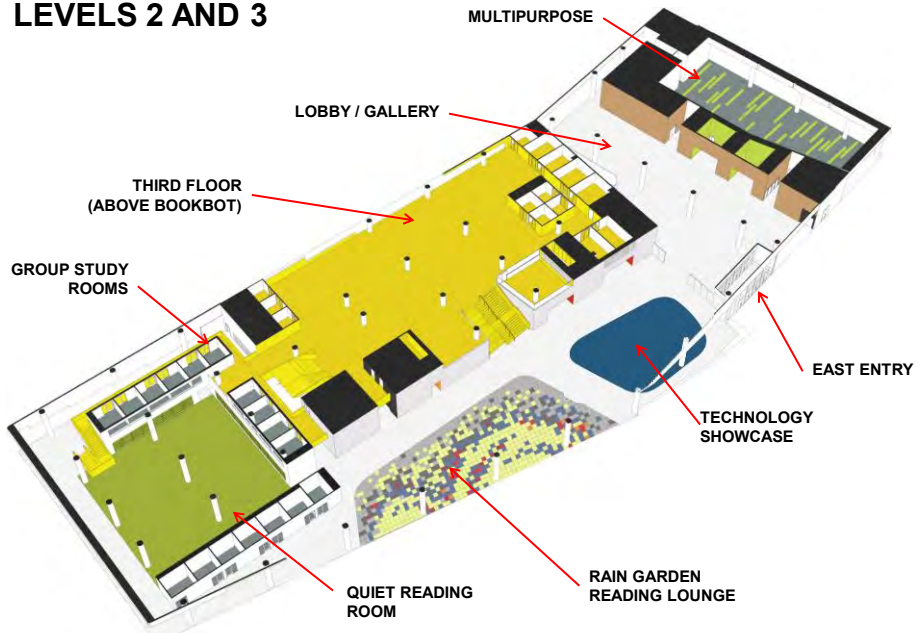 LEVELS 2 AND 3
MULTIPURPOSE
LOBBY / GALLERY
THIRD FLOOR
(ABOVE BOOKBOT)
GROUP STUDY
ROOMS
EAST ENTRY
TECHNOLOGY
SHOWCASE
RAIN GARDEN
READING LOUNGE
QUIET READING
ROOM